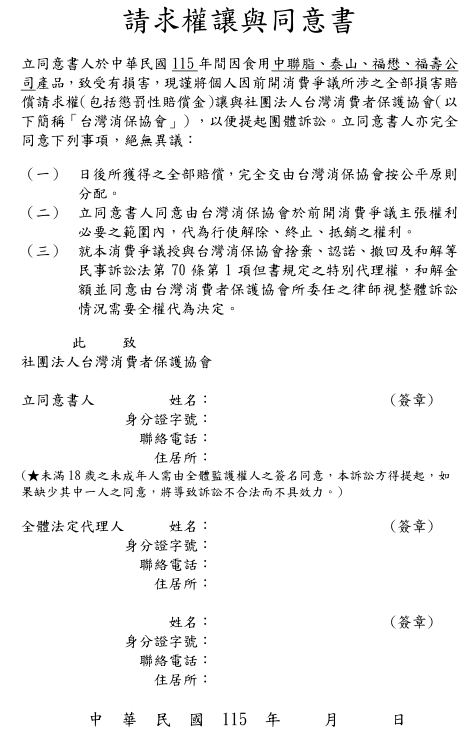 請求權讓與同意書
立同意書人於中華民國 115 年間因食用中聯脂、泰山、福懋、福壽公
司產品，致受有損害，現謹將個人因前開消費爭議所涉之全部損害賠
償請求權(包括懲罰性賠償金)讓與社團法人台灣消費者保護協會(以
下簡稱「台灣消保協會」)，以便提起團體訴訟。立同意書人亦完全
同意下列事項，絕無異議：
（一） 日後所獲得之全部賠償，完全交由台灣消保協會按公平原則
分配。
（二） 立同意書人同意由台灣消保協會於前開消費爭議主張權利
必要之範圍內，代為行使解除、終止、抵銷之權利。
（三） 就本消費爭議授與台灣消保協會捨棄、認諾、撤回及和解等
民事訴訟法第 70 條第 1 項但書規定之特別代理權，和解金
額並同意由台灣消費者保護協會所委任之律師視整體訴訟
情況需要全權代為決定。
此 致
社團法人台灣消費者保護協會
立同意書人 姓名： （簽章）
身分證字號：
聯絡電話：
住居所：
(★未滿 18 歲之未成年人需由全體監護權人之簽名同意，本訴訟方得提起，如
果缺少其中一人之同意，將導致訴訟不合法而不具效力。)
全體法定代理人 姓名： （簽章）
身分證字號：
聯絡電話：
住居所：
姓名： （簽章）
身分證字號：
聯絡電話：
住居所：
中 華 民 國 115 年 月 日